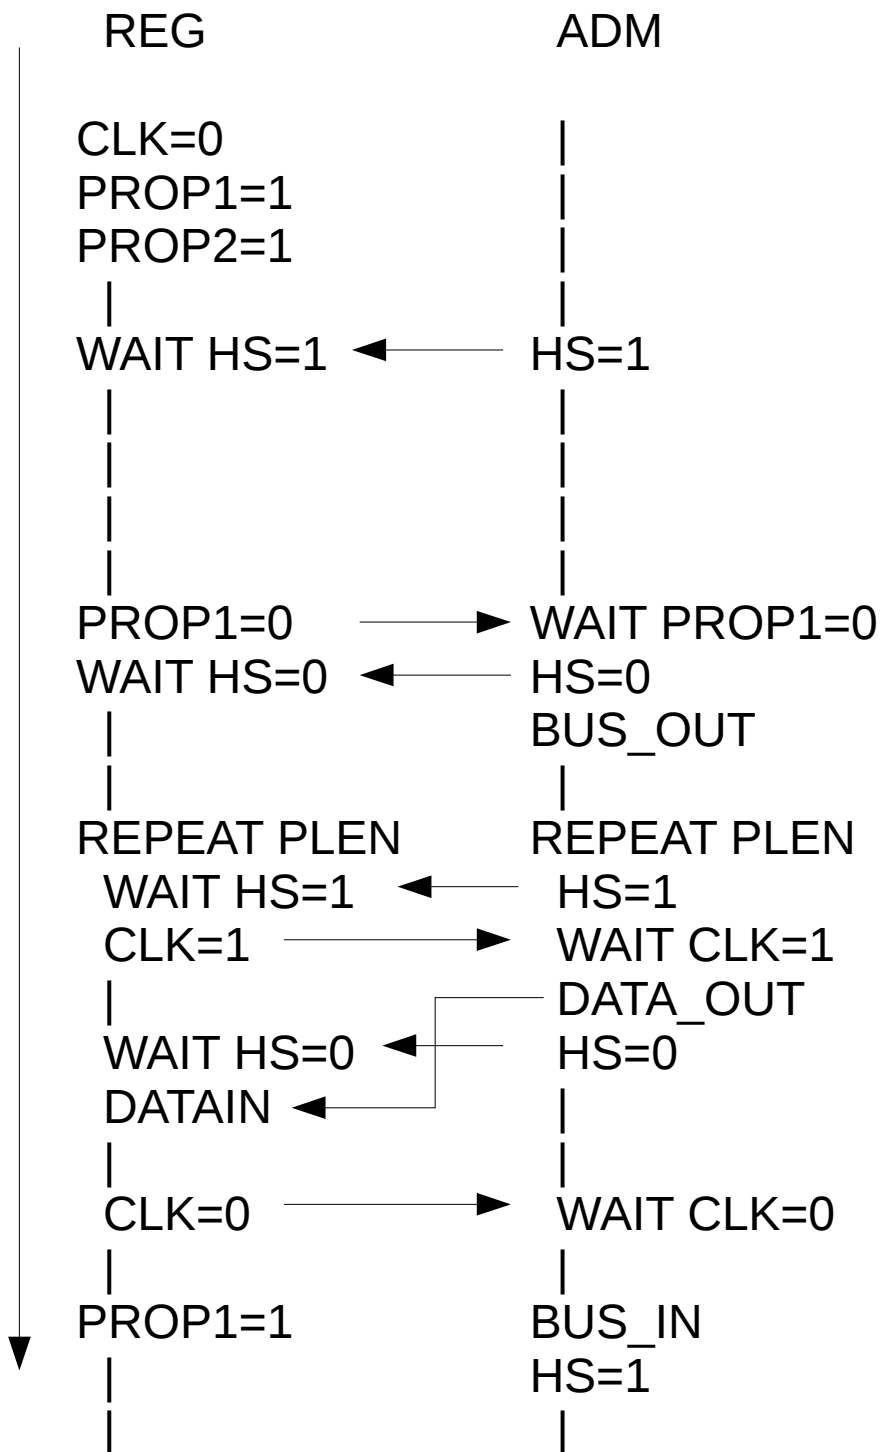 REG ADM
CLK=0 |
PROP1=1 |
PROP2=1 |
| |
WAIT HS=1 HS=1
| |
| |
| |
| |
PROP1=0 WAIT PROP1=0
WAIT HS=0 HS=0
| BUS_OUT
| |
REPEAT PLEN REPEAT PLEN
WAIT HS=1 HS=1
CLK=1 WAIT CLK=1
| DATA_OUT
WAIT HS=0 HS=0
DATAIN |
| |
CLK=0 WAIT CLK=0
| |
PROP1=1 BUS_IN
| HS=1
| |